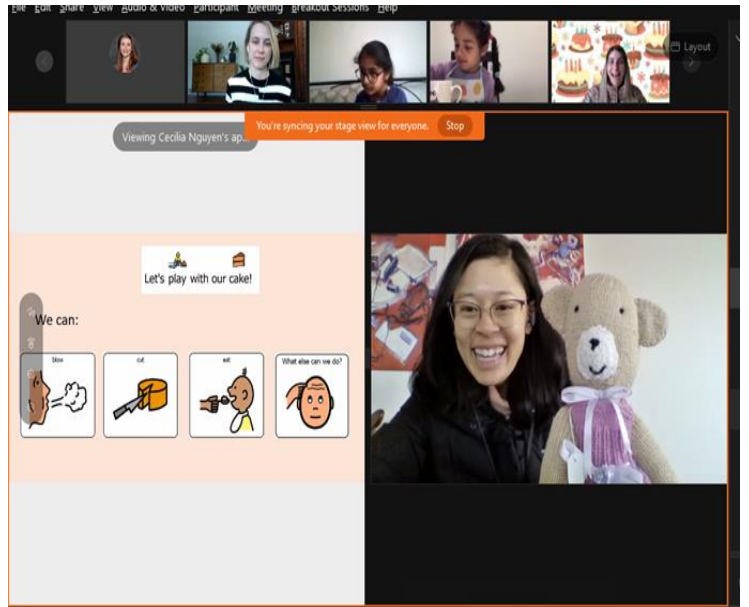 File Edit Share View Audio & Video Participant Meeting Breakout Sessions Help
Layout
You're syncing your stage view for everyone. Stop
Viewing Cecilia Nguyen's ap...
Let's play with our cake!
We can:
blow cut eat What else can we do?